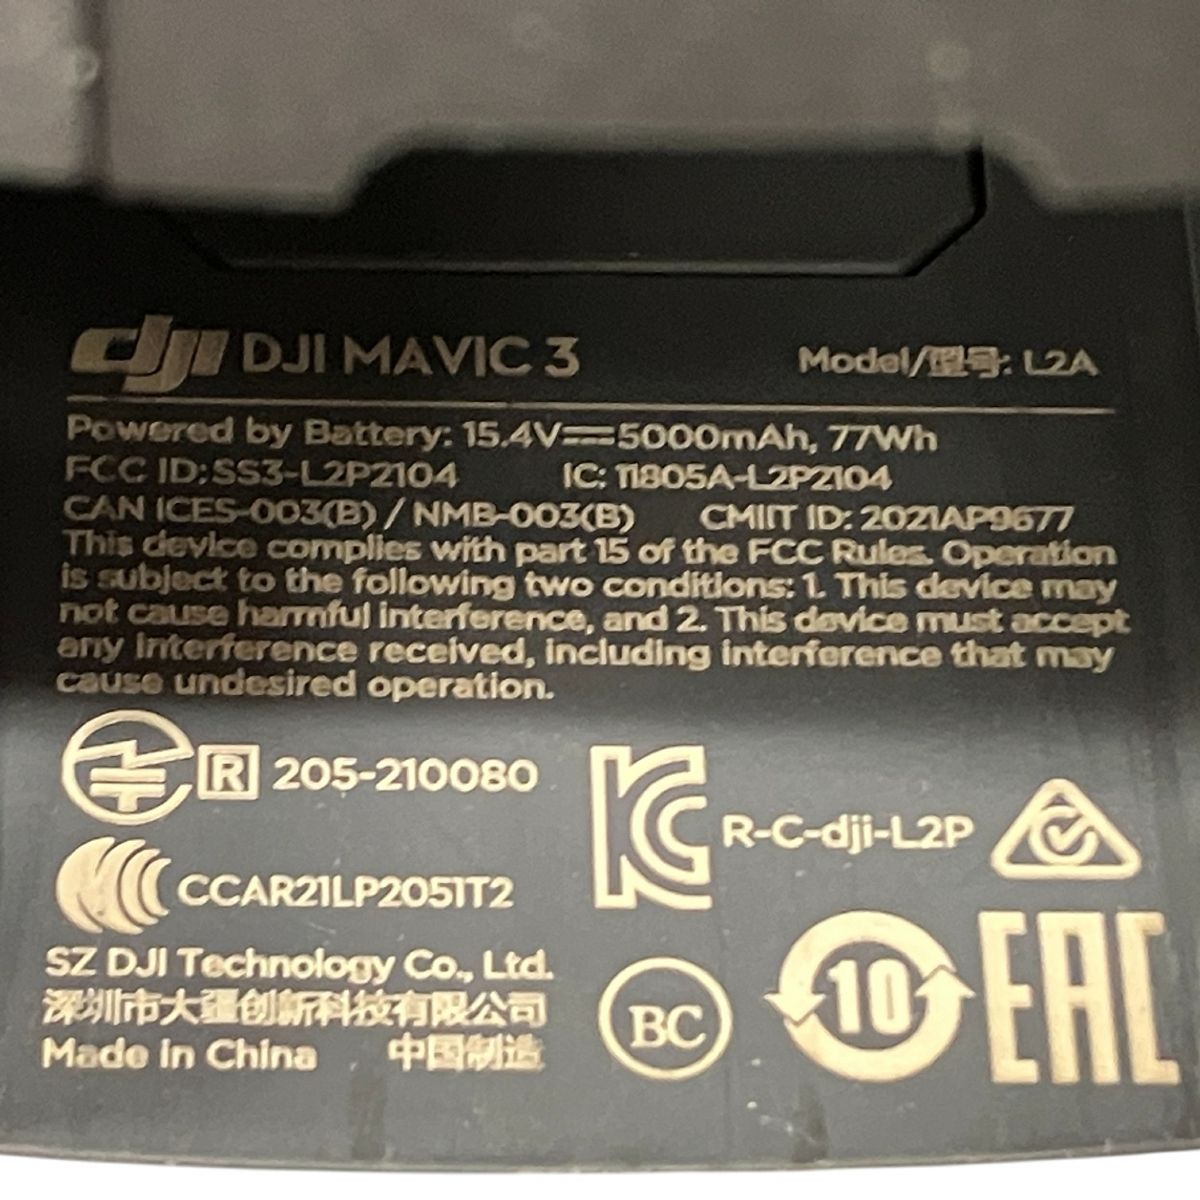 dji DJI MAVIC 3 Model/型号: L2A
Powered by Battery: 15.4V⎓5000mAh, 77Wh
FCC ID:SS3-L2P2104 IC: 11805A-L2P2104
CAN ICES-003(B) / NMB-003(B) CMIIT ID: 2021AP9677
This device complies with part 15 of the FCC Rules. Operation
is subject to the following two conditions: 1. This device may
not cause harmful interference, and 2. This device must accept
any interference received, including interference that may
cause undesired operation.
R 205-210080
R-C-dji-L2P
CCAR21LP2051T2
SZ DJI Technology Co., Ltd.
深圳市大疆创新科技有限公司
Made in China 中国制造
BC
10
EAC